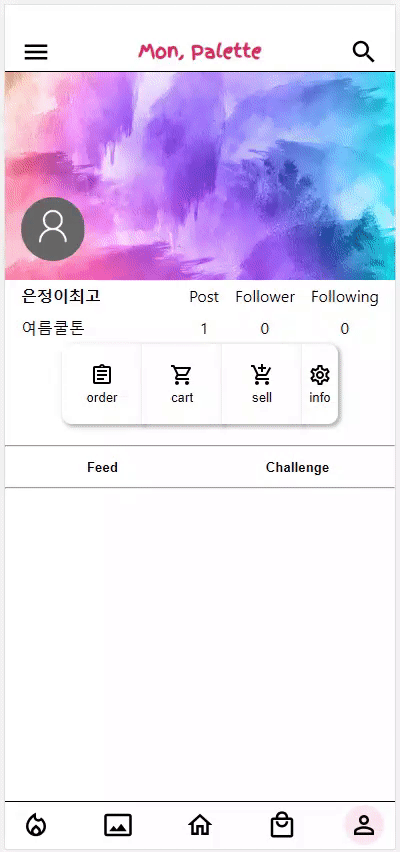 Mon, Palette
은정이최고 Post Follower Following
여름쿨톤 1 0 0
order cart sell info
Feed Challenge